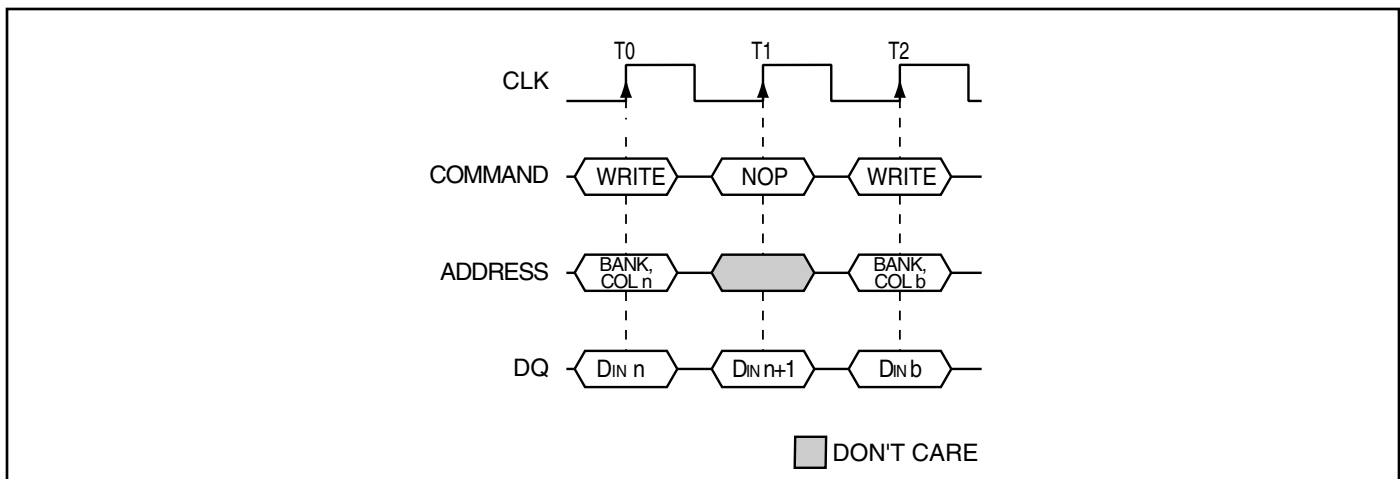 T0 T1 T2
CLK
COMMAND WRITE NOP WRITE
ADDRESS BANK, COL n BANK, COL b
DQ DIN n DIN n+1 DIN b
DON'T CARE